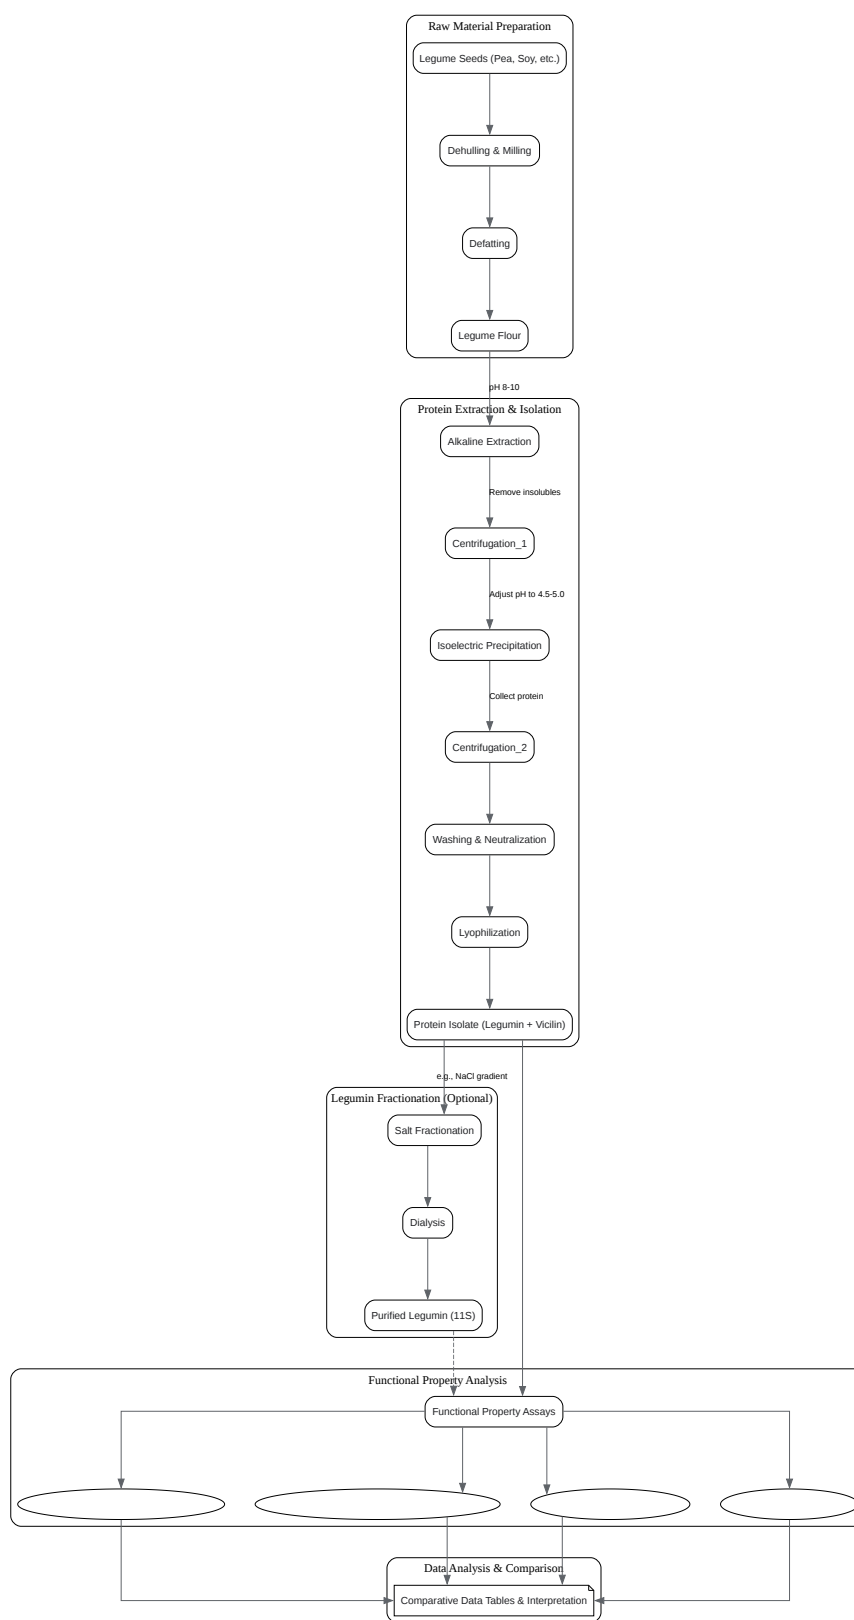 Raw Material Preparation
Legume Seeds (Pea, Soy, etc.)
Dehulling & Milling
Defatting
Legume Flour
pH 8-10
Protein Extraction & Isolation
Alkaline Extraction
Remove insolubles
Centrifugation_1
Adjust pH to 4.5-5.0
Isoelectric Precipitation
Collect protein
Centrifugation_2
Washing & Neutralization
Lyophilization
Protein Isolate (Legumin + Vicilin)
e.g., NaCl gradient
Legumin Fractionation (Optional)
Salt Fractionation
Dialysis
Purified Legumin (11S)
Functional Property Analysis
Functional Property Assays
Data Analysis & Comparison
Comparative Data Tables & Interpretation